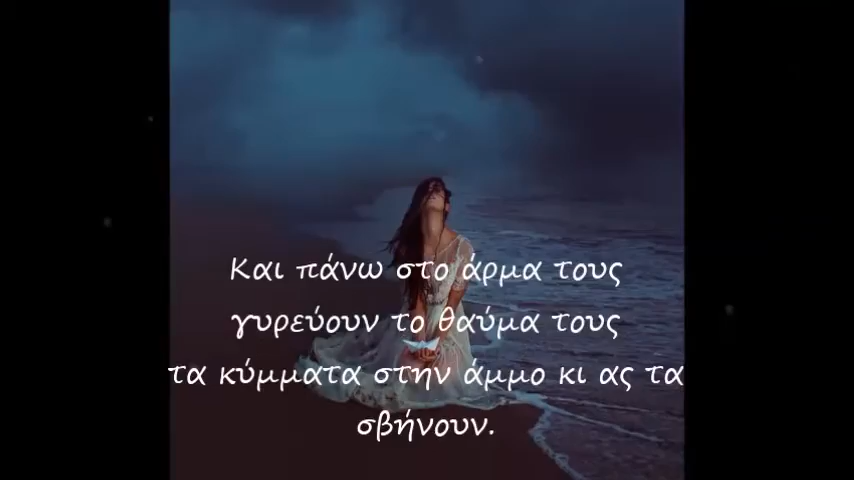 Και πάνω στο άρμα τους
γυρεύουν το θαύμα τους
τα κύμματα στην άμμο κι ας τα
σβήνουν.